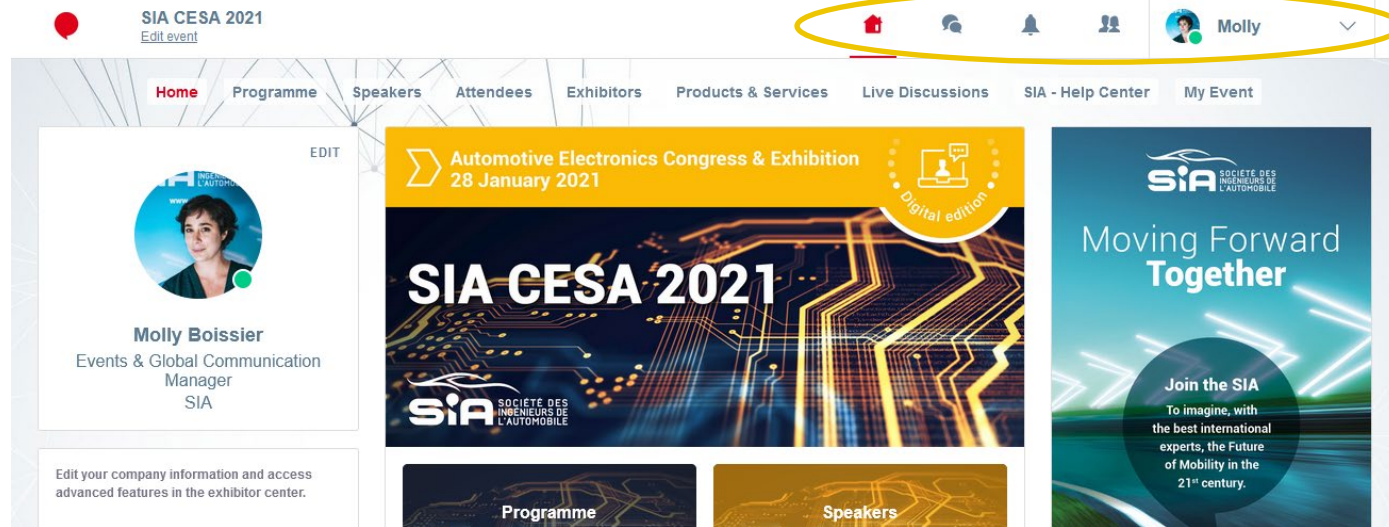 SIA CESA 2021
Edit event
Molly
Home Programme Speakers Attendees Exhibitors Products & Services Live Discussions SIA - Help Center My Event
EDIT
INGÉNIE
L'AUTOMO
www
Molly Boissier
Events & Global Communication
Manager
SIA
Edit your company information and access
advanced features in the exhibitor center.
Automotive Electronics Congress & Exhibition
28 January 2021
Digital edition
SIA CESA 2021
SiA SOCIÉTÉ DES
INGÉNIEURS DE
L'AUTOMOBILE
Programme
Speakers
SiA SOCIÉTÉ DES
INGÉNIEURS DE
L'AUTOMOBILE
Moving Forward
Together
Join the SIA
To imagine, with
the best international
experts, the Future
of Mobility in the
21st century.